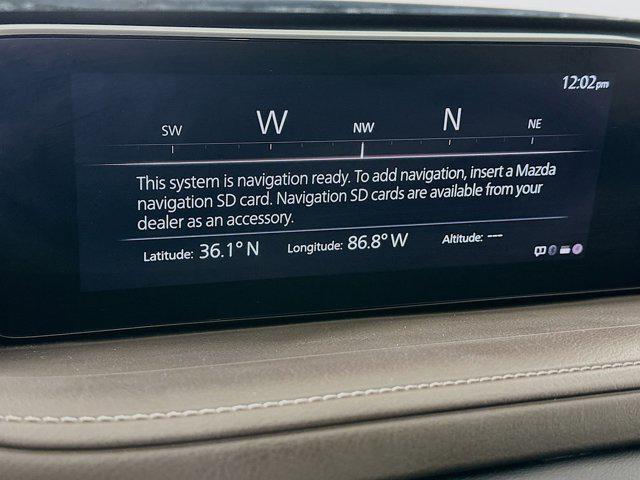 12:02pm
SW W NW N NE
This system is navigation ready. To add navigation, insert a Mazda
navigation SD card. Navigation SD cards are available from your
dealer as an accessory.
Latitude: 36.1° N Longitude: 86.8° W Altitude: ---